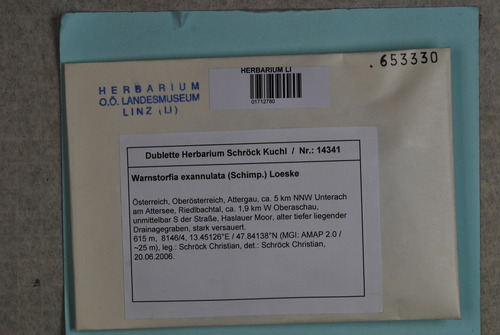 .653330
HERBARIUM
O.Ö. LANDESMUSEUM
LINZ (LI)
HERBARIUM LI
01712780
Dublette Herbarium Schröck Kuchl / Nr.: 14341
Warnstorfia exannulata (Schimp.) Loeske
Österreich, Oberösterreich, Attergau, ca. 5 km NNW Unterach
am Attersee, Riedlbachtal, ca. 1,9 km W Oberaschau,
unmittelbar S der Straße, Haslauer Moor, alter tiefer liegender
Drainagegraben, stark versauert.
615 m, 8146/4, 13.45126°E / 47.84138°N (MGI: AMAP 2.0 /
~25 m), leg.: Schröck Christian, det.: Schröck Christian,
20.06.2006.